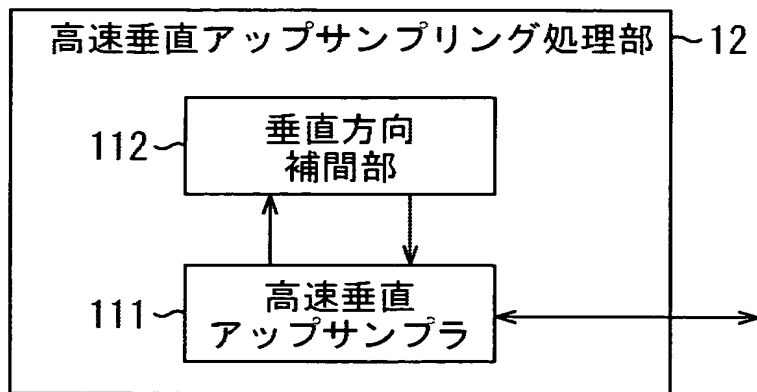 高速垂直アップサンプリング処理部 12
112
垂直方向
補間部
111
高速垂直
アップサンプラ